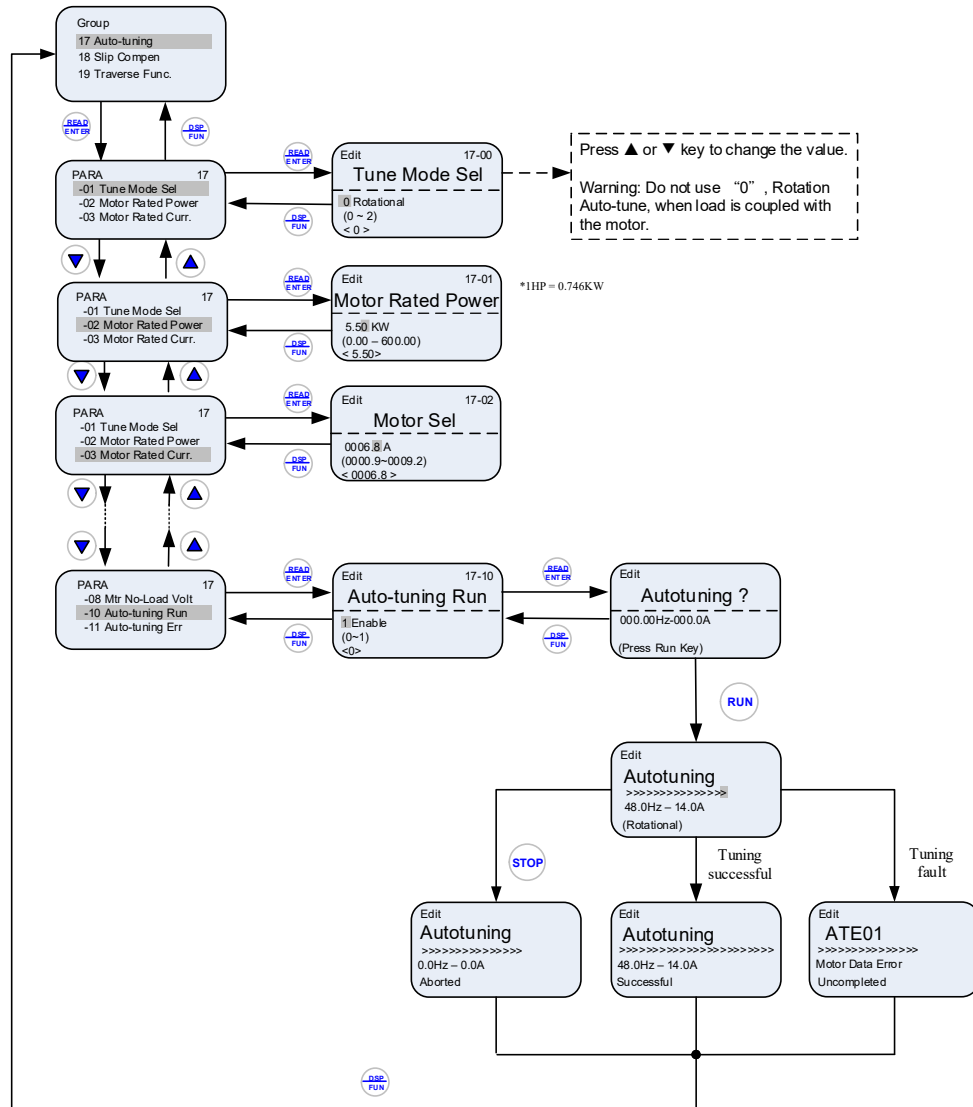 Group
17 Auto-tuning
18 Slip Compen
19 Traverse Func.
READ
ENTER
DSP
FUN
PARA 17
-01 Tune Mode Sel
-02 Motor Rated Power
-03 Motor Rated Curr.
READ
ENTER
DSP
FUN
Edit 17-00
Tune Mode Sel
0 Rotational
(0 ~ 2)
< 0 >
Press ▲ or ▼ key to change the value.
Warning: Do not use “0”, Rotation
Auto-tune, when load is coupled with
the motor.
▼ ▲
PARA 17
-01 Tune Mode Sel
-02 Motor Rated Power
-03 Motor Rated Curr.
READ
ENTER
DSP
FUN
Edit 17-01
Motor Rated Power
5.50 KW
(0.00 – 600.00)
< 5.50>
*1HP = 0.746KW
▼ ▲
PARA 17
-01 Tune Mode Sel
-02 Motor Rated Power
-03 Motor Rated Curr.
READ
ENTER
DSP
FUN
Edit 17-02
Motor Sel
0006.8 A
(0000.9~0009.2)
< 0006.8 >
▼ ▲
▼ ▲
PARA 17
-08 Mtr No-Load Volt
-10 Auto-tuning Run
-11 Auto-tuning Err
READ
ENTER
DSP
FUN
Edit 17-10
Auto-tuning Run
1 Enable
(0~1)
<0>
READ
ENTER
DSP
FUN
Edit
Autotuning ?
000.00Hz-000.0A
(Press Run Key)
RUN
Edit
Autotuning
>>>>>>>>>>>>>>>>
48.0Hz – 14.0A
(Rotational)
STOP
Tuning
successful
Tuning
fault
Edit
Autotuning
>>>>>>>>>>>>>>>
0.0Hz – 0.0A
Aborted
Edit
Autotuning
>>>>>>>>>>>>>>>>>>>>>>>
48.0Hz – 14.0A
Successful
Edit
ATE01
>>>>>>>>>>>>>>>
Motor Data Error
Uncompleted
DSP
FUN